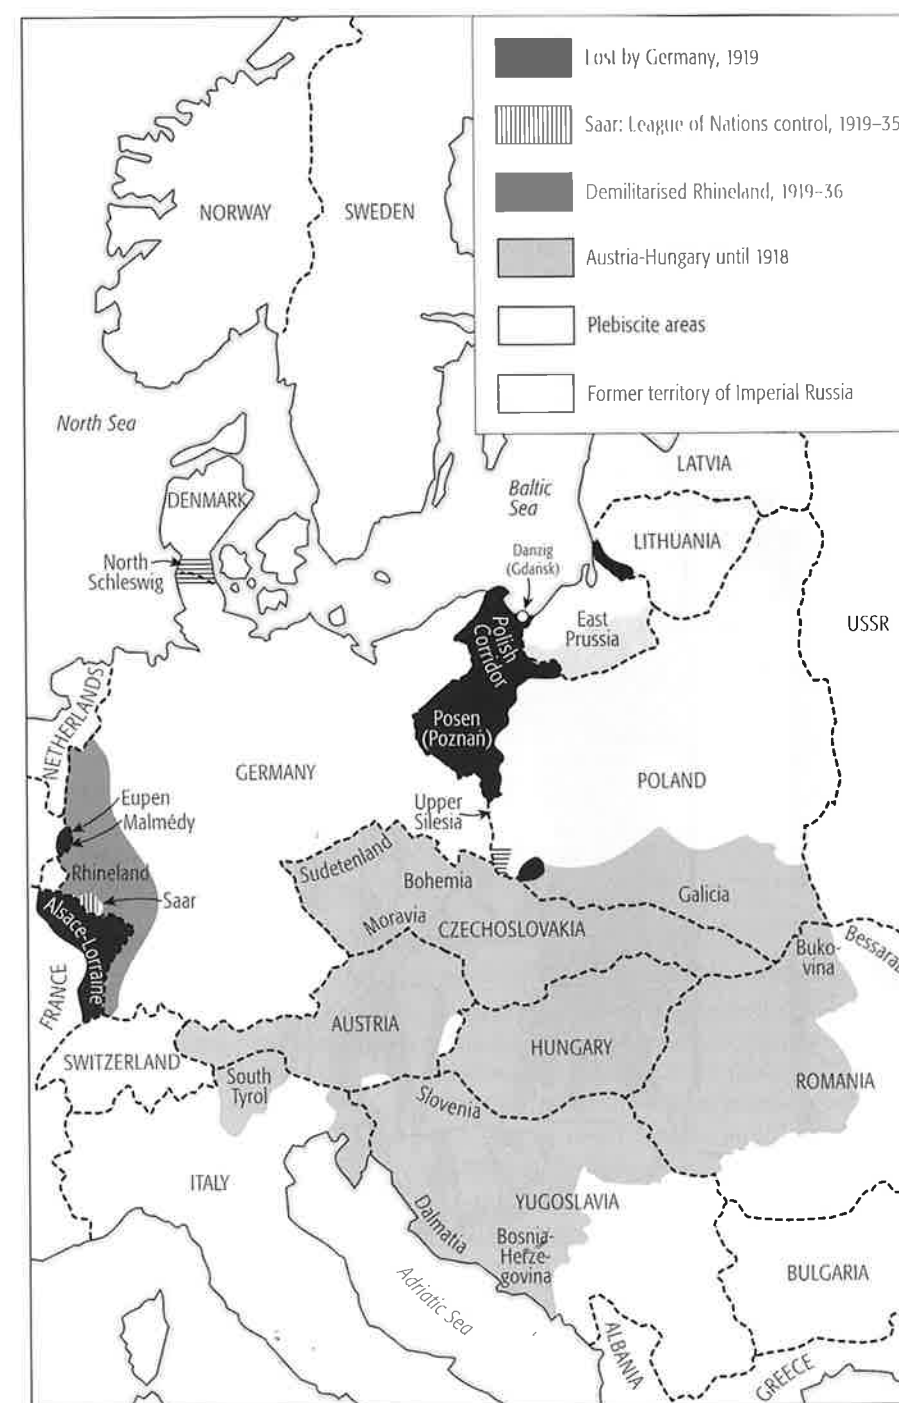 Lost by Germany, 1919
Saar: League of Nations control, 1919–35
Demilitarised Rhineland, 1919–36
Austria-Hungary until 1918
Plebiscite areas
Former territory of Imperial Russia
NORWAY
SWEDEN
North Sea
LATVIA
Baltic
Sea
DENMARK
LITHUANIA
North
Schleswig
Danzig
(Gdańsk)
East
Prussia
USSR
Polish
Corridor
NETHERLANDS
Posen
(Poznań)
GERMANY
POLAND
Eupen
Malmédy
Upper
Silesia
Rhineland
Sudetenland
Bohemia
Saar
Galicia
Alsace-Lorraine
Moravia
CZECHOSLOVAKIA
Buko-
vina
Bessarab
FRANCE
AUSTRIA
HUNGARY
SWITZERLAND
South
Tyrol
Slovenia
ROMANIA
ITALY
YUGOSLAVIA
Dalmatia
Bosnia-
Herze-
govina
Adriatic Sea
BULGARIA
ALBANIA
GREECE